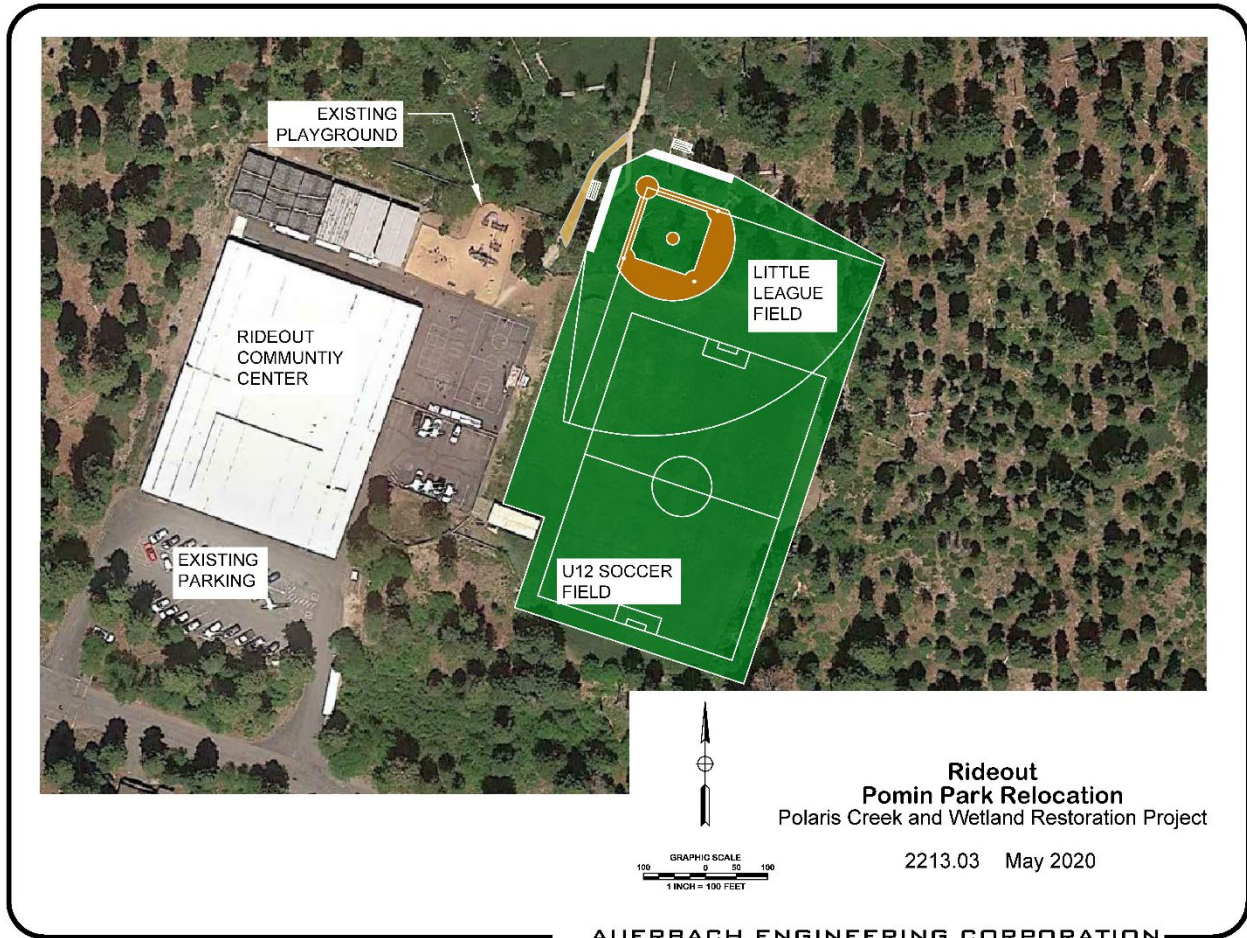 EXISTING
PLAYGROUND
RIDEOUT
COMMUNTIY
CENTER
LITTLE
LEAGUE
FIELD
EXISTING
PARKING
U12 SOCCER
FIELD
Rideout
Pomin Park Relocation
Polaris Creek and Wetland Restoration Project
2213.03 May 2020
GRAPHIC SCALE
100 0 50 100
1 INCH = 100 FEET
AUERBACH ENGINEERING CORPORATION